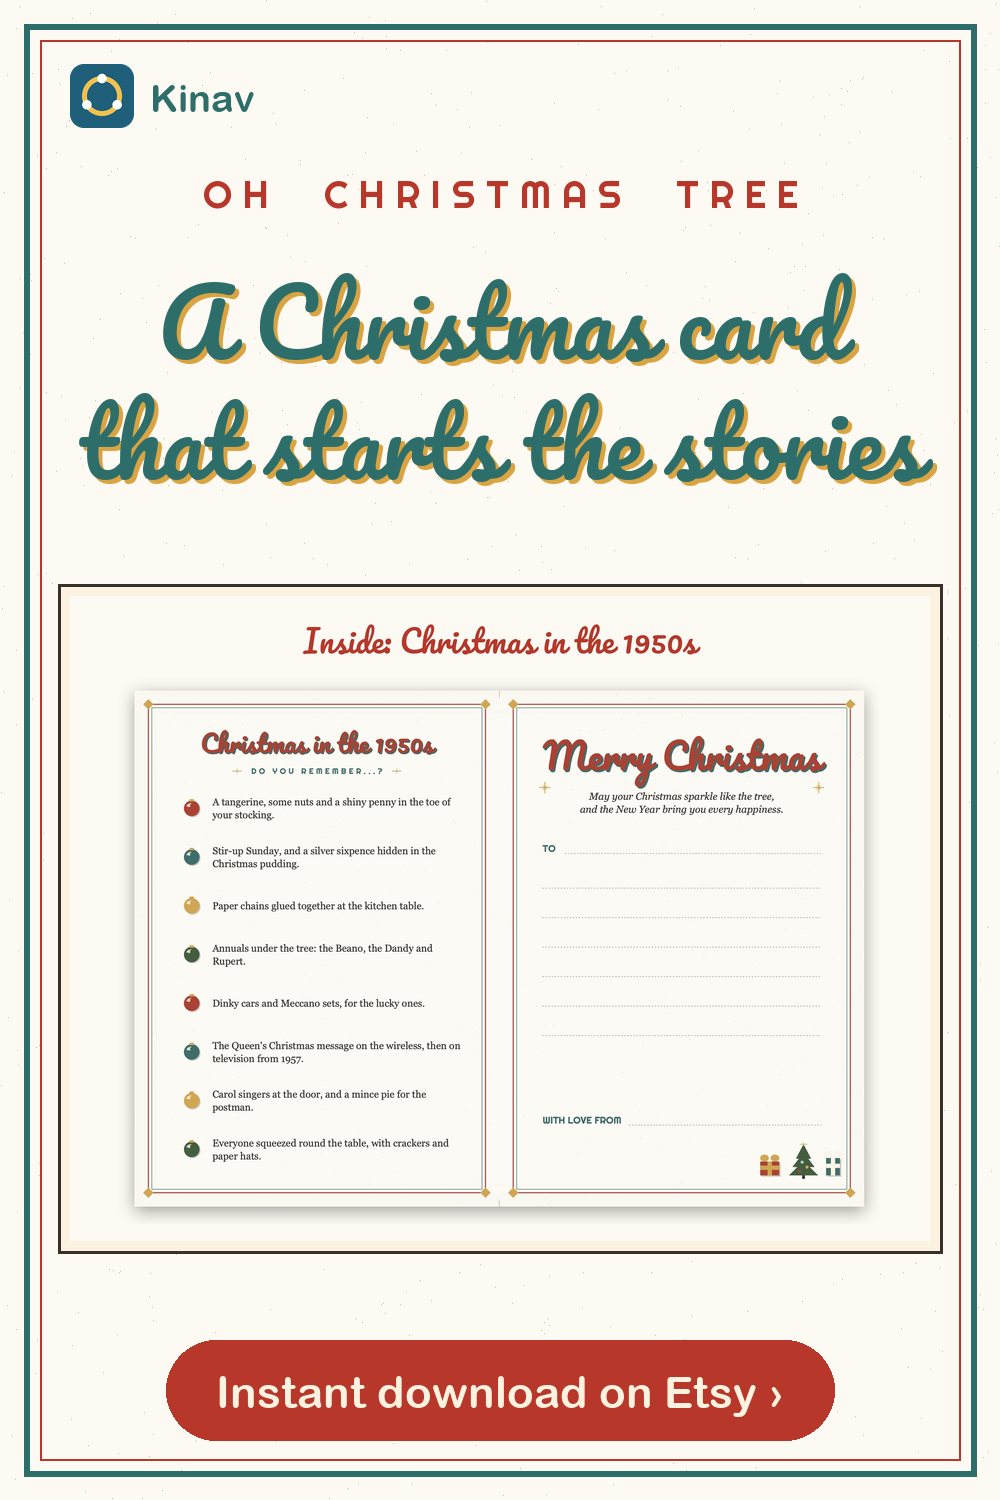 Kinav
OH CHRISTMAS TREE
A Christmas card
that starts the stories
Inside: Christmas in the 1950s
Christmas in the 1950s
DO YOU REMEMBER...?
A tangerine, some nuts and a shiny penny in the toe of
your stocking.
Stir-up Sunday, and a silver sixpence hidden in the
Christmas pudding.
Paper chains glued together at the kitchen table.
Annuals under the tree: the Beano, the Dandy and
Rupert.
Dinky cars and Meccano sets, for the lucky ones.
The Queen's Christmas message on the wireless, then on
television from 1957.
Carol singers at the door, and a mince pie for the
postman.
Everyone squeezed round the table, with crackers and
paper hats.
Merry Christmas
May your Christmas sparkle like the tree,
and the New Year bring you every happiness.
TO
WITH LOVE FROM
Instant download on Etsy ›